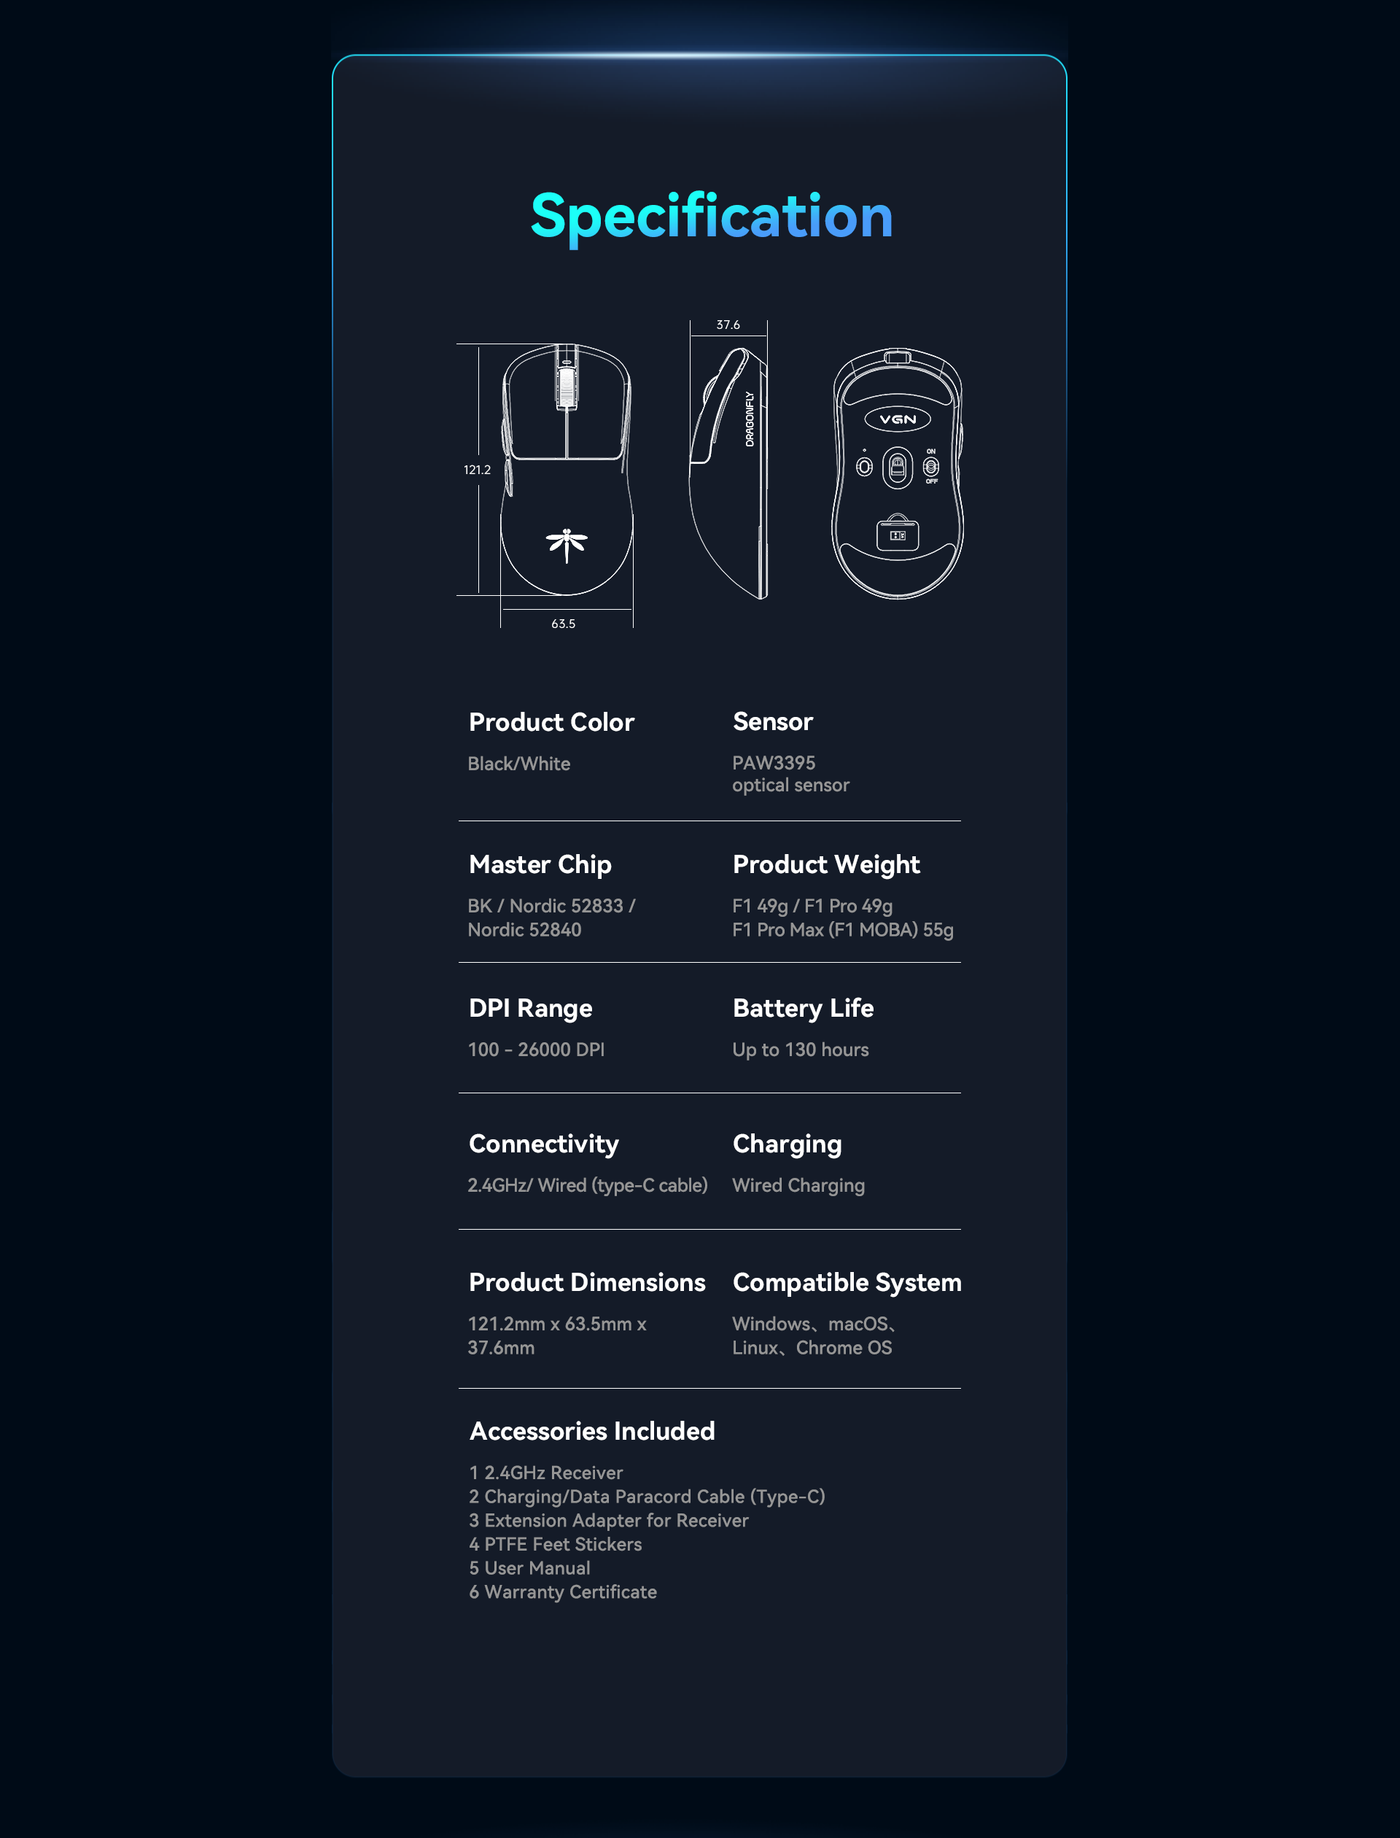 Specification
37.6
121.2
63.5
DRAGONFLY
VGN
ON
OFF
Product Color
Black/White
Sensor
PAW3395
optical sensor
Master Chip
BK / Nordic 52833 /
Nordic 52840
Product Weight
F1 49g / F1 Pro 49g
F1 Pro Max (F1 MOBA) 55g
DPI Range
100 - 26000 DPI
Battery Life
Up to 130 hours
Connectivity
2.4GHz/ Wired (type-C cable)
Charging
Wired Charging
Product Dimensions
121.2mm x 63.5mm x
37.6mm
Compatible System
Windows、macOS、
Linux、Chrome OS
Accessories Included
1 2.4GHz Receiver
2 Charging/Data Paracord Cable (Type-C)
3 Extension Adapter for Receiver
4 PTFE Feet Stickers
5 User Manual
6 Warranty Certificate